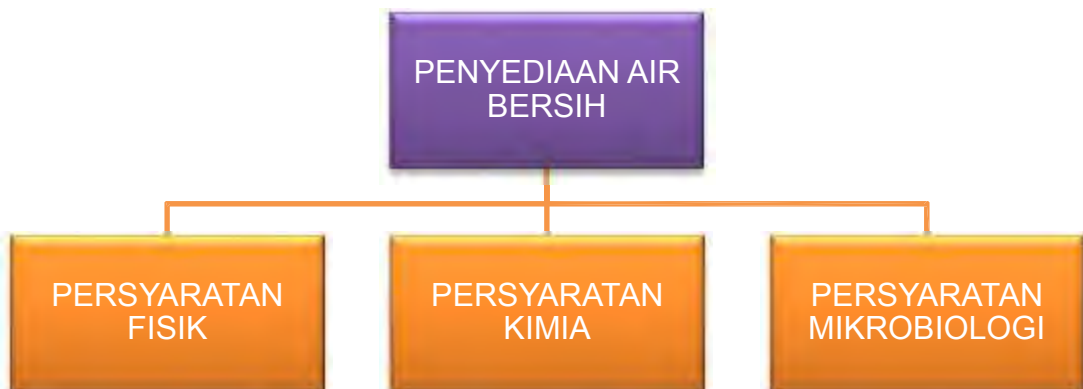 PENYEDIAAN AIR
BERSIH
PERSYARATAN
FISIK
PERSYARATAN
KIMIA
PERSYARATAN
MIKROBIOLOGI